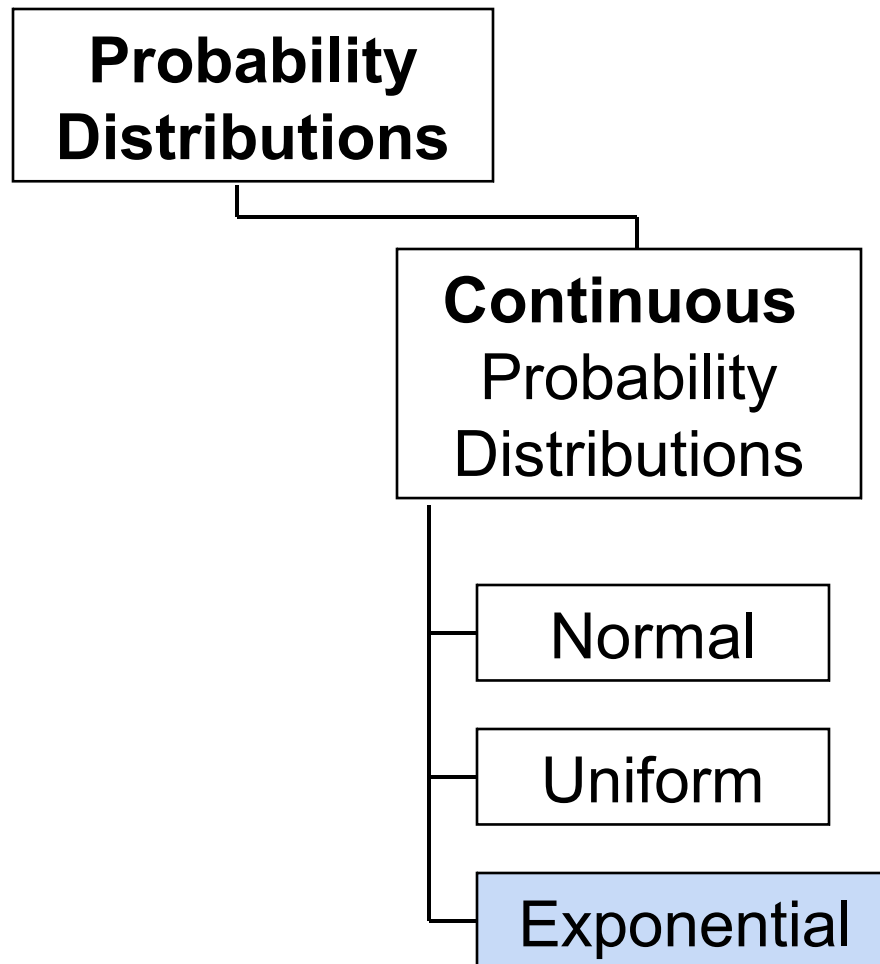 Probability
Distributions
Continuous
Probability
Distributions
Normal
Uniform
Exponential